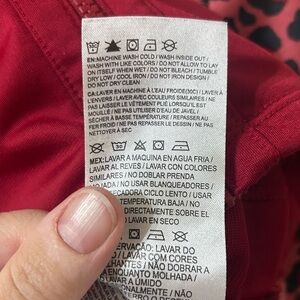 EN:MACHINE WASH COLD / WASH INSIDE OUT /
WASH WITH LIKE COLORS / DO NOT ALLOW TO LAY
ON ITSELF WHEN WET / DO NOT BLEACH / TUMBLE
DRY LOW / COOL IRON / DO NOT IRON DESIGN /
DO NOT DRY CLEAN
CA:LAVER EN MACHINE À L'EAU FROIDE(30C) / LAVER À
L'ENVERS / LAVER AVEC COULEURS SIMILAIRES / NE
PAS LAISSER LE VÊTEMENT PLIÉ LORSQU'IL EST
MOUILLÉ / NE PAS UTILISER D'EAU DE JAVEL /
SÉCHER À BASSE TEMPÉRATURE / REPASSER AU
FER FROID / NE PAS REPASSER LE DESSIN / NE PAS
NETTOYER À SEC
MEX:LAVAR A MAQUINA EN AGUA FRIA /
LAVAR AL REVES / LAVAR CON COLORES
SIMILARES / NO DOBLAR PRENDA
MOJADA / NO USAR BLANQUEADORES /
SECADORA CICLO LENTO / USAR
TEMPERATURA BAJA / NO
DIRECTAMENTE SOBRE EL
LAVO EN SECO
LAVAR DO
/ LAVAR COM CORES
/ NÃO DOBRAR A
ENQUANTO MOLHADA /
NÃO